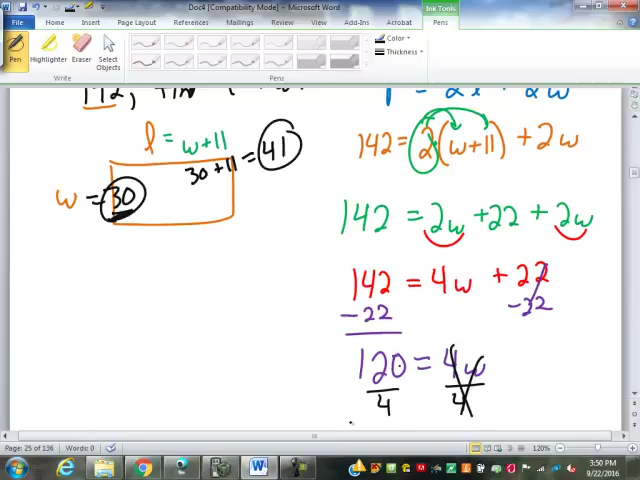 Doc4 [Compatibility Mode] - Microsoft Word
Ink Tools
File Home Insert Page Layout References Mailings Review View Add-Ins Acrobat Pens
Pen Highlighter Eraser Select Objects
Color
Thickness
Write Pens
142,
l = w+11
30+11 = 41
w = 30
142 = 2(w+11) + 2w
142 = 2w +22 + 2w
142 = 4w + 22
-22 -22
120 = 4w
4 4
Page: 25 of 136 Words: 0 120%
3:50 PM
9/22/2016